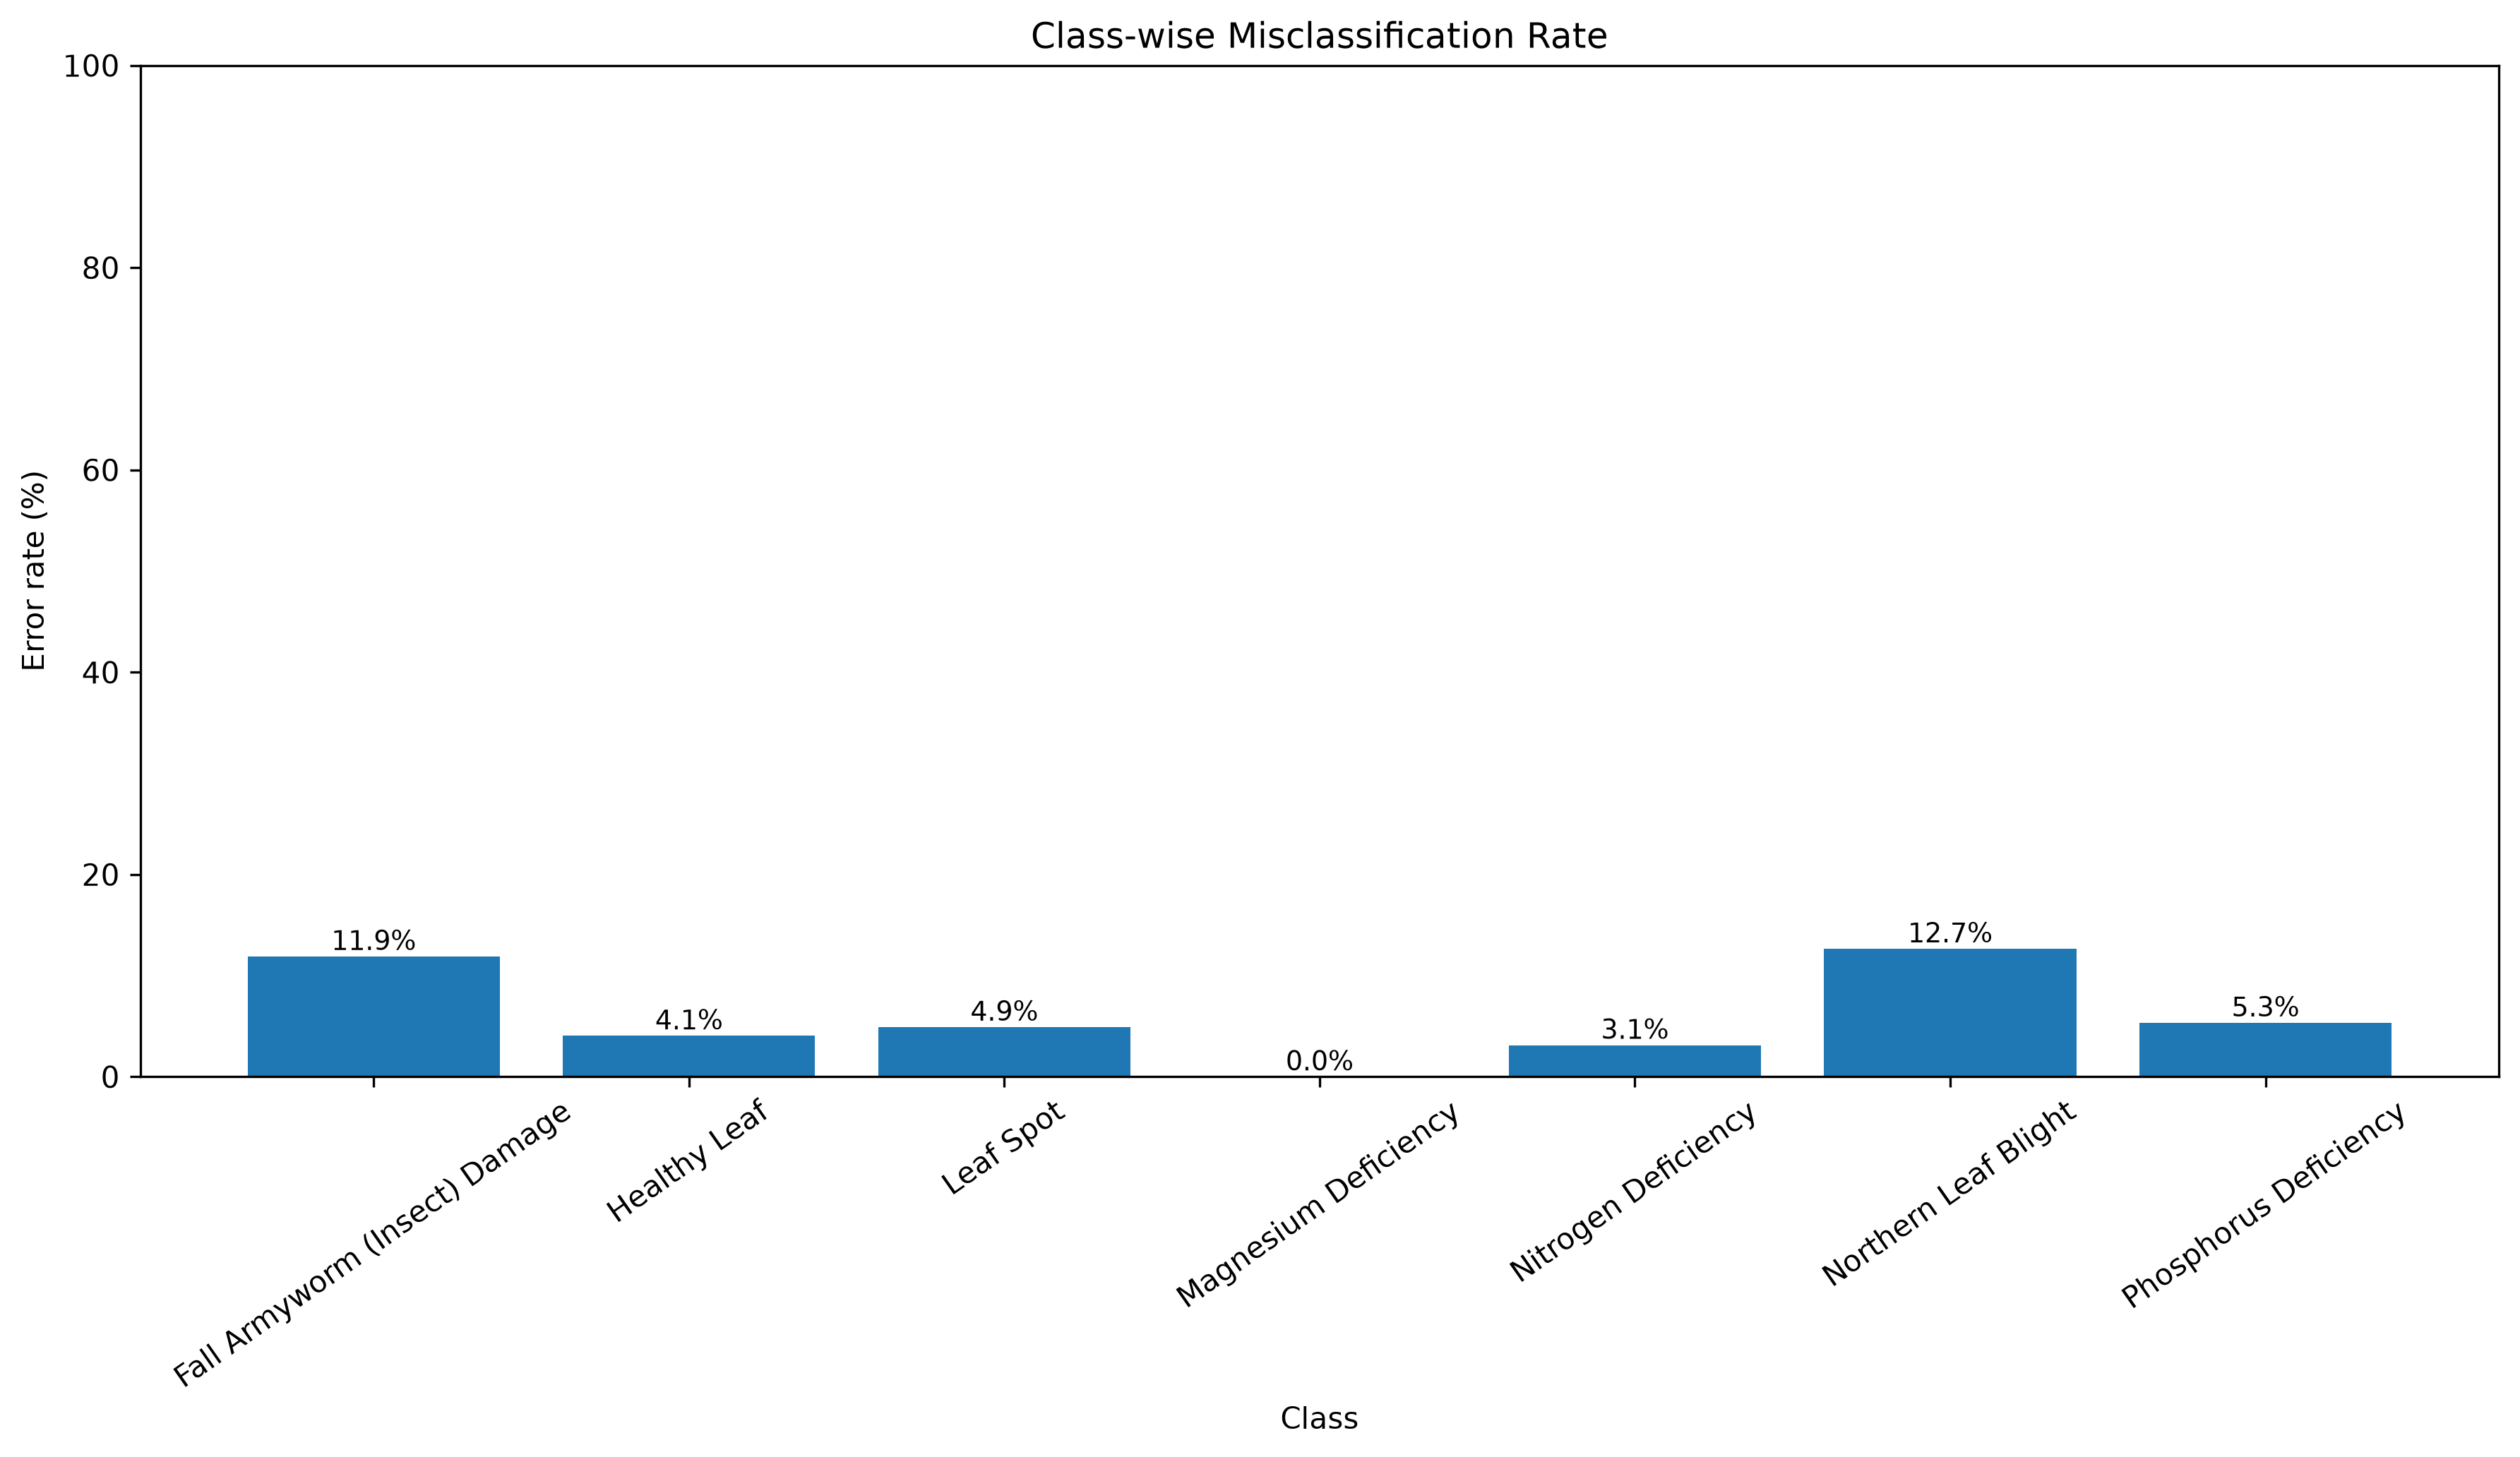 Class-wise Misclassification Rate
100
80
60
40
20
0
Error rate (%)
11.9%
4.1%
4.9%
0.0%
3.1%
12.7%
5.3%
Fall Armyworm (Insect) Damage
Healthy Leaf
Leaf Spot
Magnesium Deficiency
Nitrogen Deficiency
Northern Leaf Blight
Phosphorus Deficiency
Class